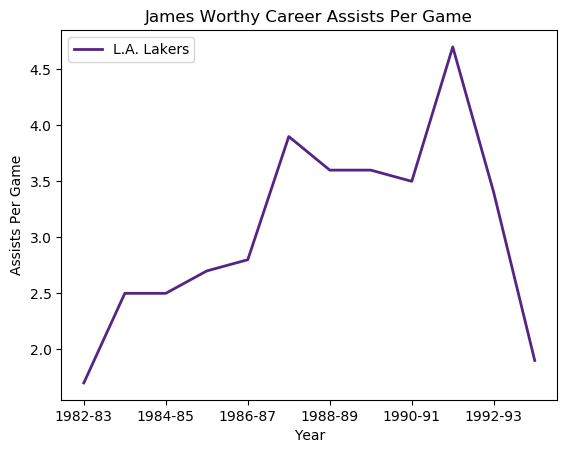 James Worthy Career Assists Per Game
L.A. Lakers
Assists Per Game
4.5
4.0
3.5
3.0
2.5
2.0
1982-83 1984-85 1986-87 1988-89 1990-91 1992-93
Year